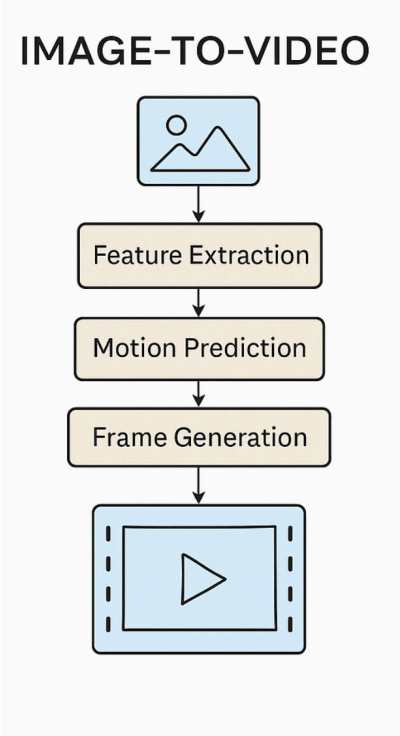 IMAGE-TO-VIDEO
Feature Extraction
Motion Prediction
Frame Generation